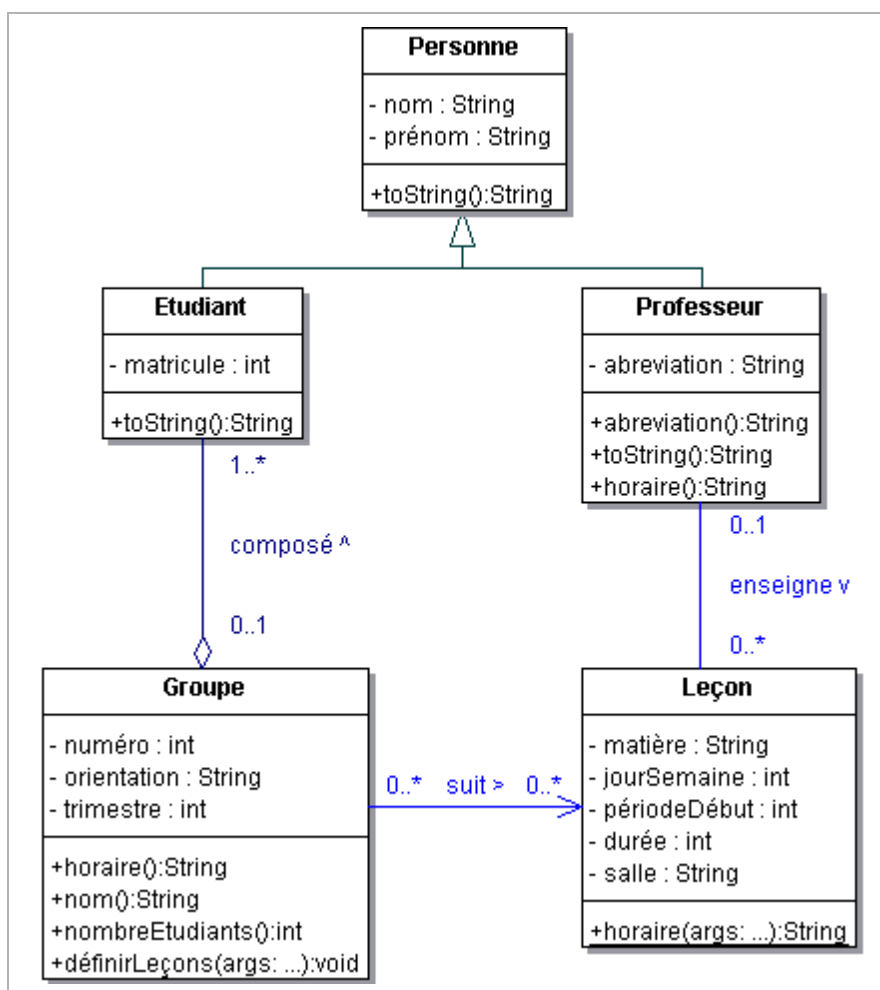 Personne
- nom : String
- prénom : String
+toString():String
Etudiant
- matricule : int
+toString():String
Professeur
- abreviation : String
+abreviation():String
+toString():String
+horaire():String
1..*
composé ^
0..1
0..1
enseigne v
0..*
Groupe
- numéro : int
- orientation : String
- trimestre : int
+horaire():String
+nom():String
+nombreEtudiants():int
+définirLeçons(args: ...):void
0..* suit > 0..*
Leçon
- matière : String
- jourSemaine : int
- périodeDébut : int
- durée : int
- salle : String
+horaire(args: ...):String